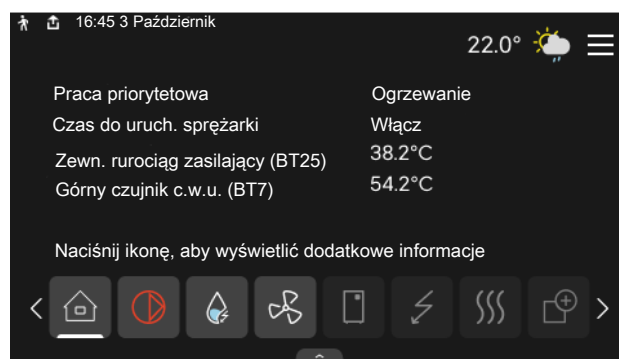 16:45 3 Październik
22.0°
Praca priorytetowa Ogrzewanie
Czas do uruch. sprężarki Włącz
Zewn. rurociąg zasilający (BT25) 38.2°C
Górny czujnik c.w.u. (BT7) 54.2°C
Naciśnij ikonę, aby wyświetlić dodatkowe informacje